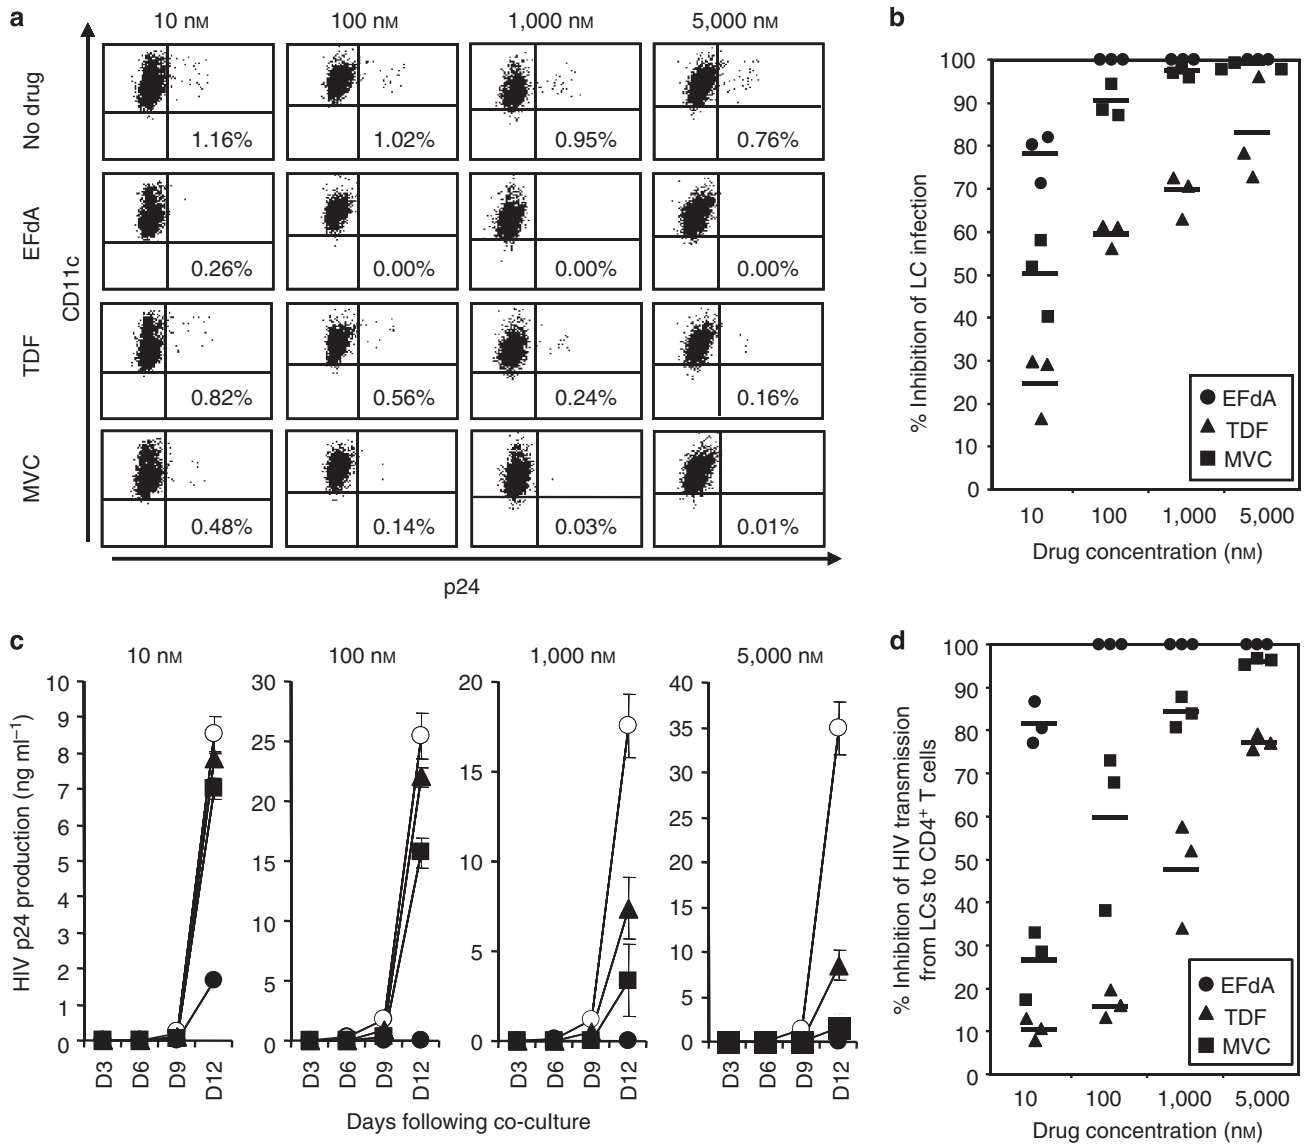 a
10 nM 100 nM 1,000 nM 5,000 nM
No drug
1.16% 1.02% 0.95% 0.76%
EFdA
0.26% 0.00% 0.00% 0.00%
TDF
0.82% 0.56% 0.24% 0.16%
MVC
0.48% 0.14% 0.03% 0.01%
CD11c
p24
b
% Inhibition of LC infection
100
90
80
70
60
50
40
30
20
10
0
EFdA
TDF
MVC
10 100 1,000 5,000
Drug concentration (nM)
c
10 nM 100 nM 1,000 nM 5,000 nM
HIV p24 production (ng ml⁻¹)
10
9
8
7
6
5
4
3
2
1
0
30
25
20
15
10
5
0
20
15
10
5
0
40
35
30
25
20
15
10
5
0
D3 D6 D9 D12 D3 D6 D9 D12 D3 D6 D9 D12 D3 D6 D9 D12
Days following co-culture
d
% Inhibition of HIV transmission
from LCs to CD4⁺ T cells
100
90
80
70
60
50
40
30
20
10
0
EFdA
TDF
MVC
10 100 1,000 5,000
Drug concentration (nM)